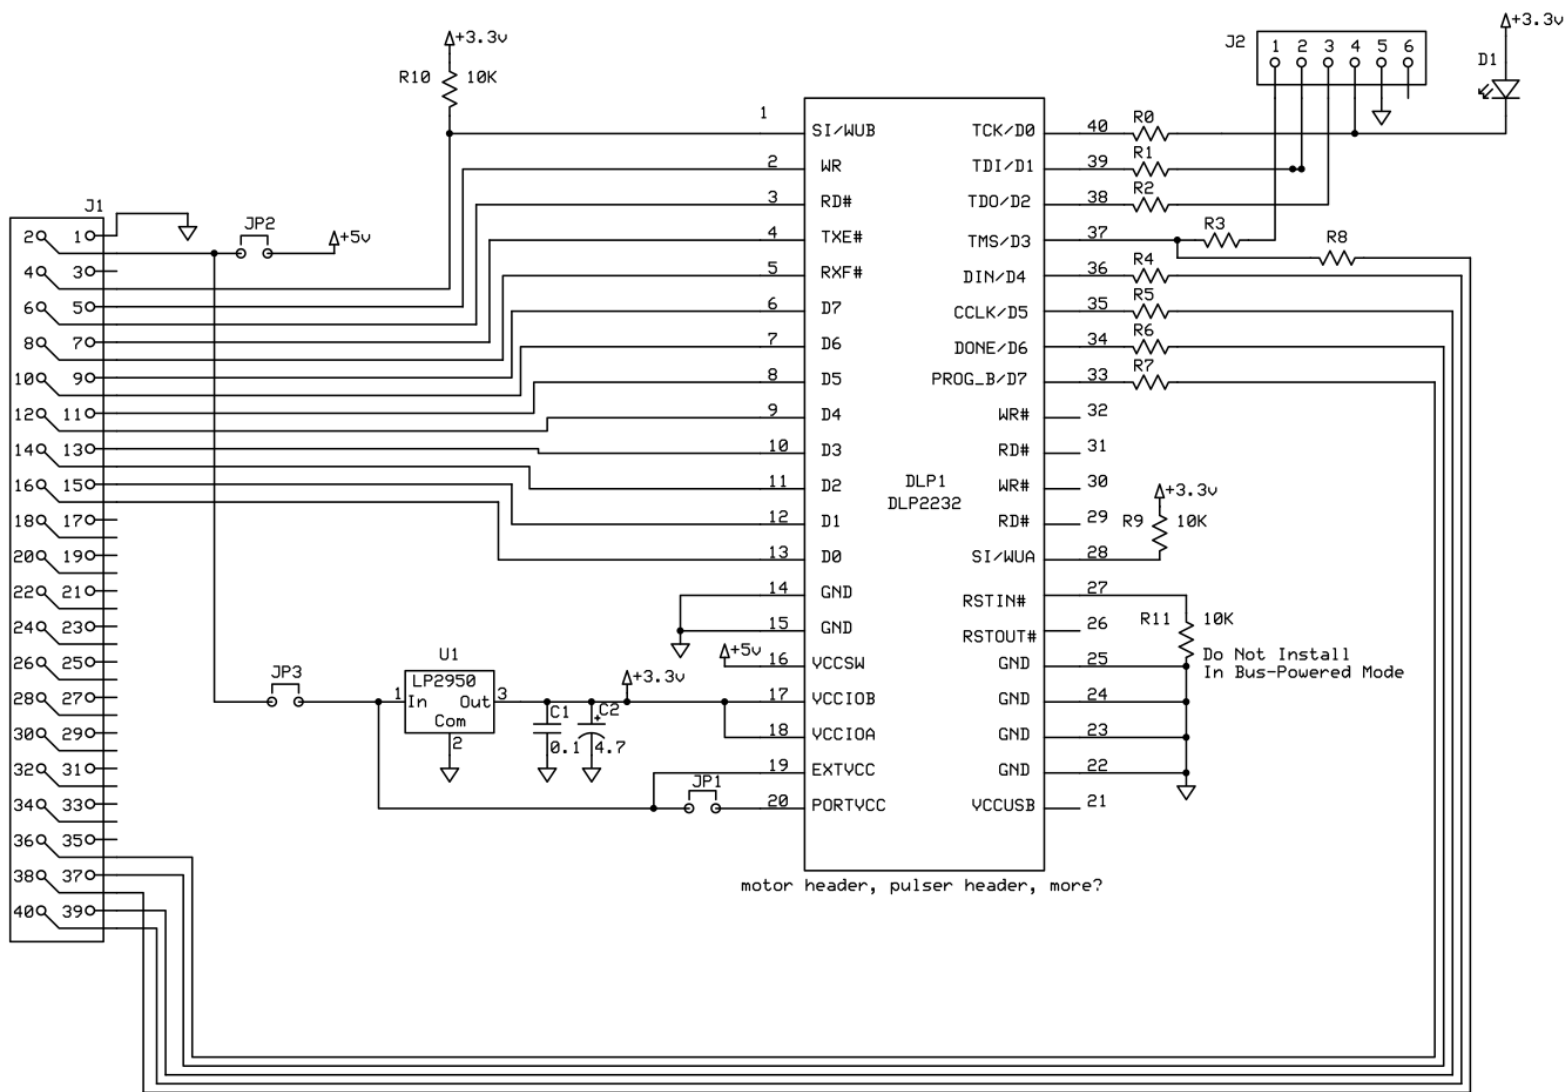 +3.3v
R10 10K
J2 1 2 3 4 5 6
+3.3v
D1
1 SI/WUB
2 WR
3 RD#
4 TXE#
5 RXF#
6 D7
7 D6
8 D5
9 D4
10 D3
11 D2
12 D1
13 D0
14 GND
15 GND
+5v
16 VCCSW
17 VCCIOB
18 VCCIOA
19 EXTVCC
20 PORTVCC
DLP1
DLP2232
TCK/D0 40 R0
TDI/D1 39 R1
TDO/D2 38 R2
TMS/D3 37 R3 R8
DIN/D4 36 R4
CCLK/D5 35 R5
DONE/D6 34 R6
PROG_B/D7 33 R7
WR# 32
RD# 31
WR# 30
RD# 29
+3.3v
R9 10K
SI/WUA 28
RSTIN# 27
RSTOUT# 26
R11 10K
GND 25
Do Not Install
In Bus-Powered Mode
GND 24
GND 23
GND 22
VCCUSB 21
J1
2 1
4 3
6 5
8 7
10 9
12 11
14 13
16 15
18 17
20 19
22 21
24 23
26 25
28 27
30 29
32 31
34 33
36 35
38 37
40 39
JP2
+5v
JP3
U1
LP2950
1 In Out 3
Com
2
C1
0.1
+ C2
4.7
+3.3v
JP1
motor header, pulser header, more?